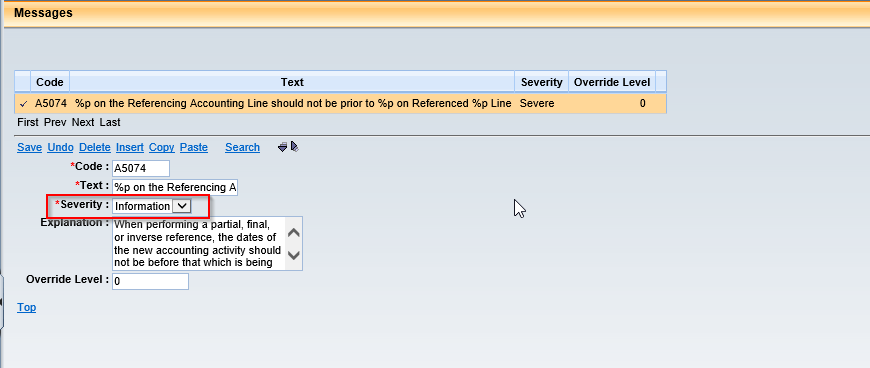 Messages
Code Text Severity Override Level
✓ A5074 %p on the Referencing Accounting Line should not be prior to %p on Referenced %p Line Severe 0
First Prev Next Last
Save Undo Delete Insert Copy Paste Search
*Code : A5074
*Text : %p on the Referencing A
*Severity : Information
Explanation : When performing a partial, final,
or inverse reference, the dates of
the new accounting activity should
not be before that which is being
Override Level : 0
Top